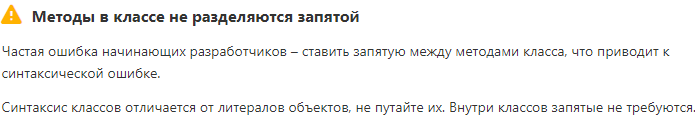 Методы в классе не разделяются запятой
Частая ошибка начинающих разработчиков – ставить запятую между методами класса, что приводит к
синтаксической ошибке.
Синтаксис классов отличается от литералов объектов, не путайте их. Внутри классов запятые не требуются.